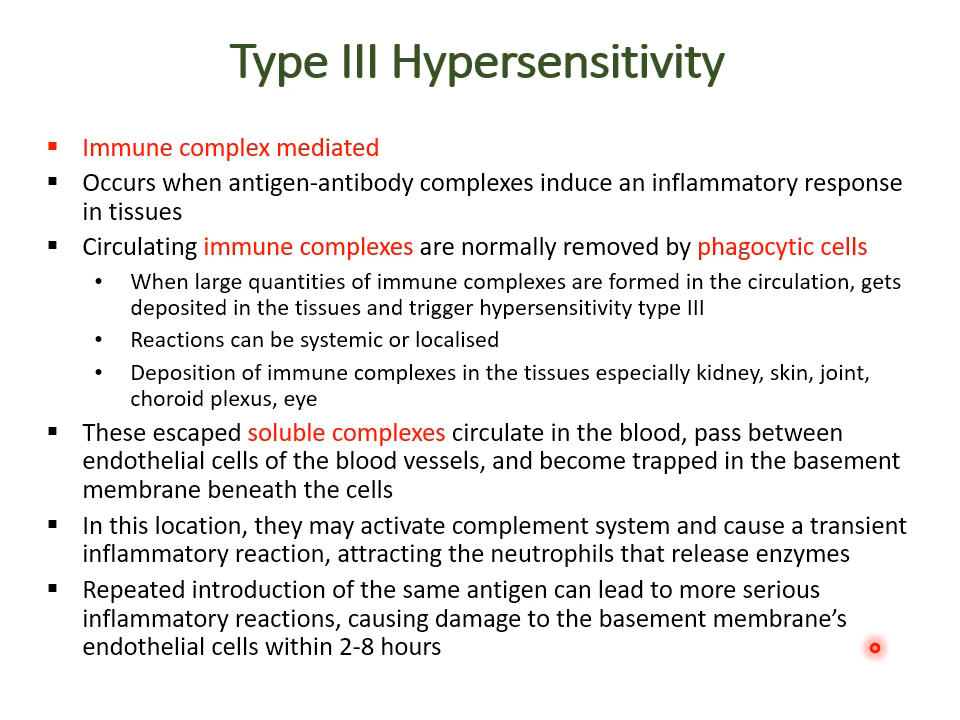 Type III Hypersensitivity
▪ Immune complex mediated
▪ Occurs when antigen-antibody complexes induce an inflammatory response
in tissues
▪ Circulating immune complexes are normally removed by phagocytic cells
• When large quantities of immune complexes are formed in the circulation, gets
deposited in the tissues and trigger hypersensitivity type III
• Reactions can be systemic or localised
• Deposition of immune complexes in the tissues especially kidney, skin, joint,
choroid plexus, eye
▪ These escaped soluble complexes circulate in the blood, pass between
endothelial cells of the blood vessels, and become trapped in the basement
membrane beneath the cells
▪ In this location, they may activate complement system and cause a transient
inflammatory reaction, attracting the neutrophils that release enzymes
▪ Repeated introduction of the same antigen can lead to more serious
inflammatory reactions, causing damage to the basement membrane’s
endothelial cells within 2-8 hours